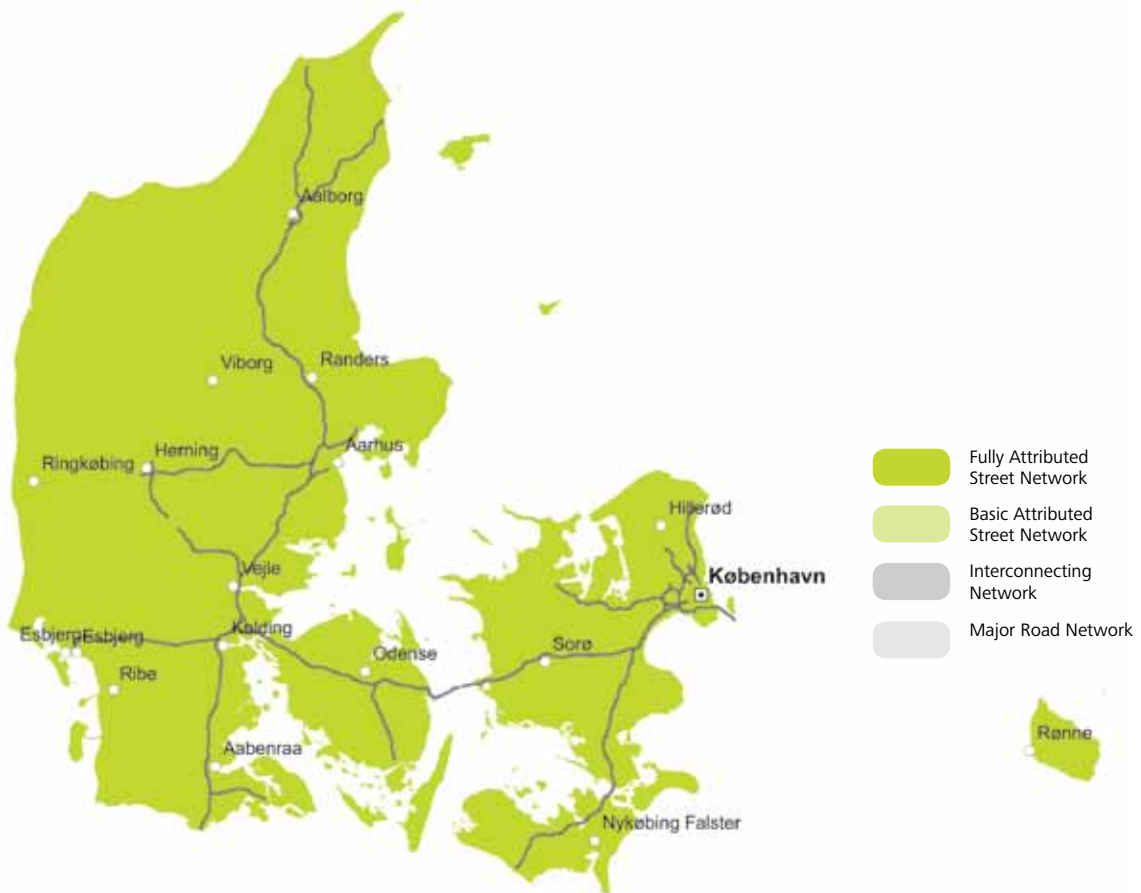 Aalborg
Viborg
Randers
Herning
Aarhus
Ringkøbing
Hillerød
København
Vejle
Esbjerg
Esbjerg
Kolding
Sorø
Odense
Ribe
Aabenraa
Rønne
Nykøbing Falster
Fully Attributed
Street Network
Basic Attributed
Street Network
Interconnecting
Network
Major Road Network